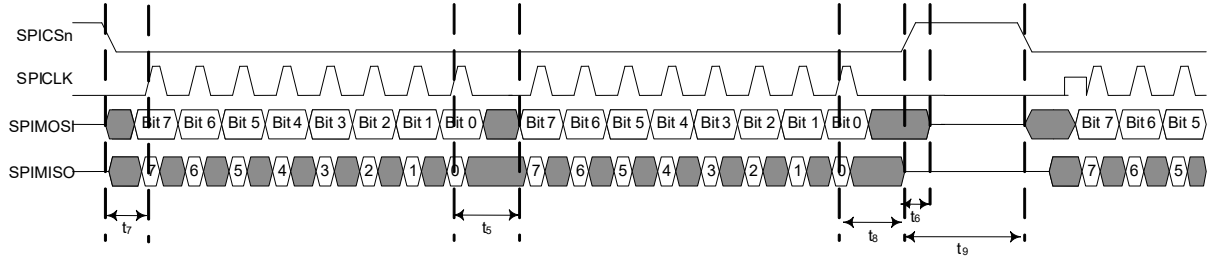 SPICSn
SPICLK
SPIMOSI Bit 7 Bit 6 Bit 5 Bit 4 Bit 3 Bit 2 Bit 1 Bit 0 Bit 7 Bit 6 Bit 5 Bit 4 Bit 3 Bit 2 Bit 1 Bit 0 Bit 7 Bit 6 Bit 5
SPIMISO 7 6 5 4 3 2 1 0 7 6 5 4 3 2 1 0 7 6 5
t7 t5 t8 t6
t9